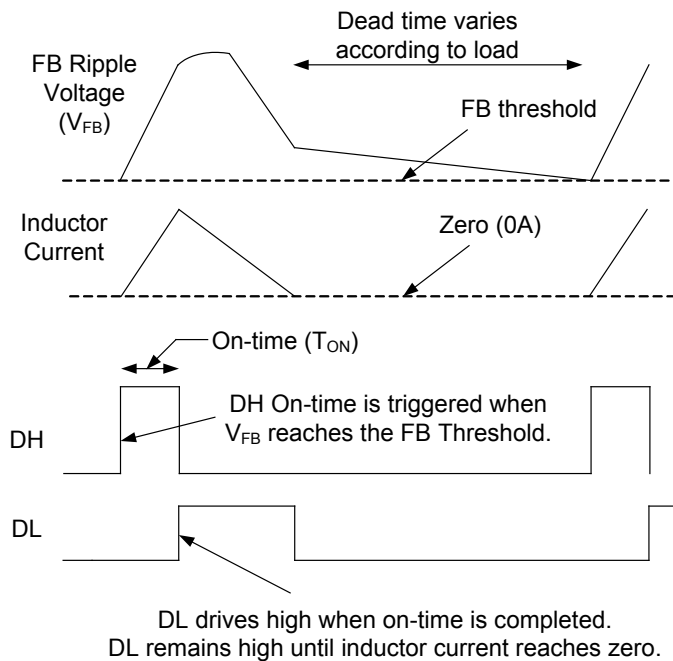 Dead time varies
according to load
FB Ripple
Voltage
(VFB)
FB threshold
Inductor
Current
Zero (0A)
On-time (TON)
DH On-time is triggered when
VFB reaches the FB Threshold.
DH
DL
DL drives high when on-time is completed.
DL remains high until inductor current reaches zero.